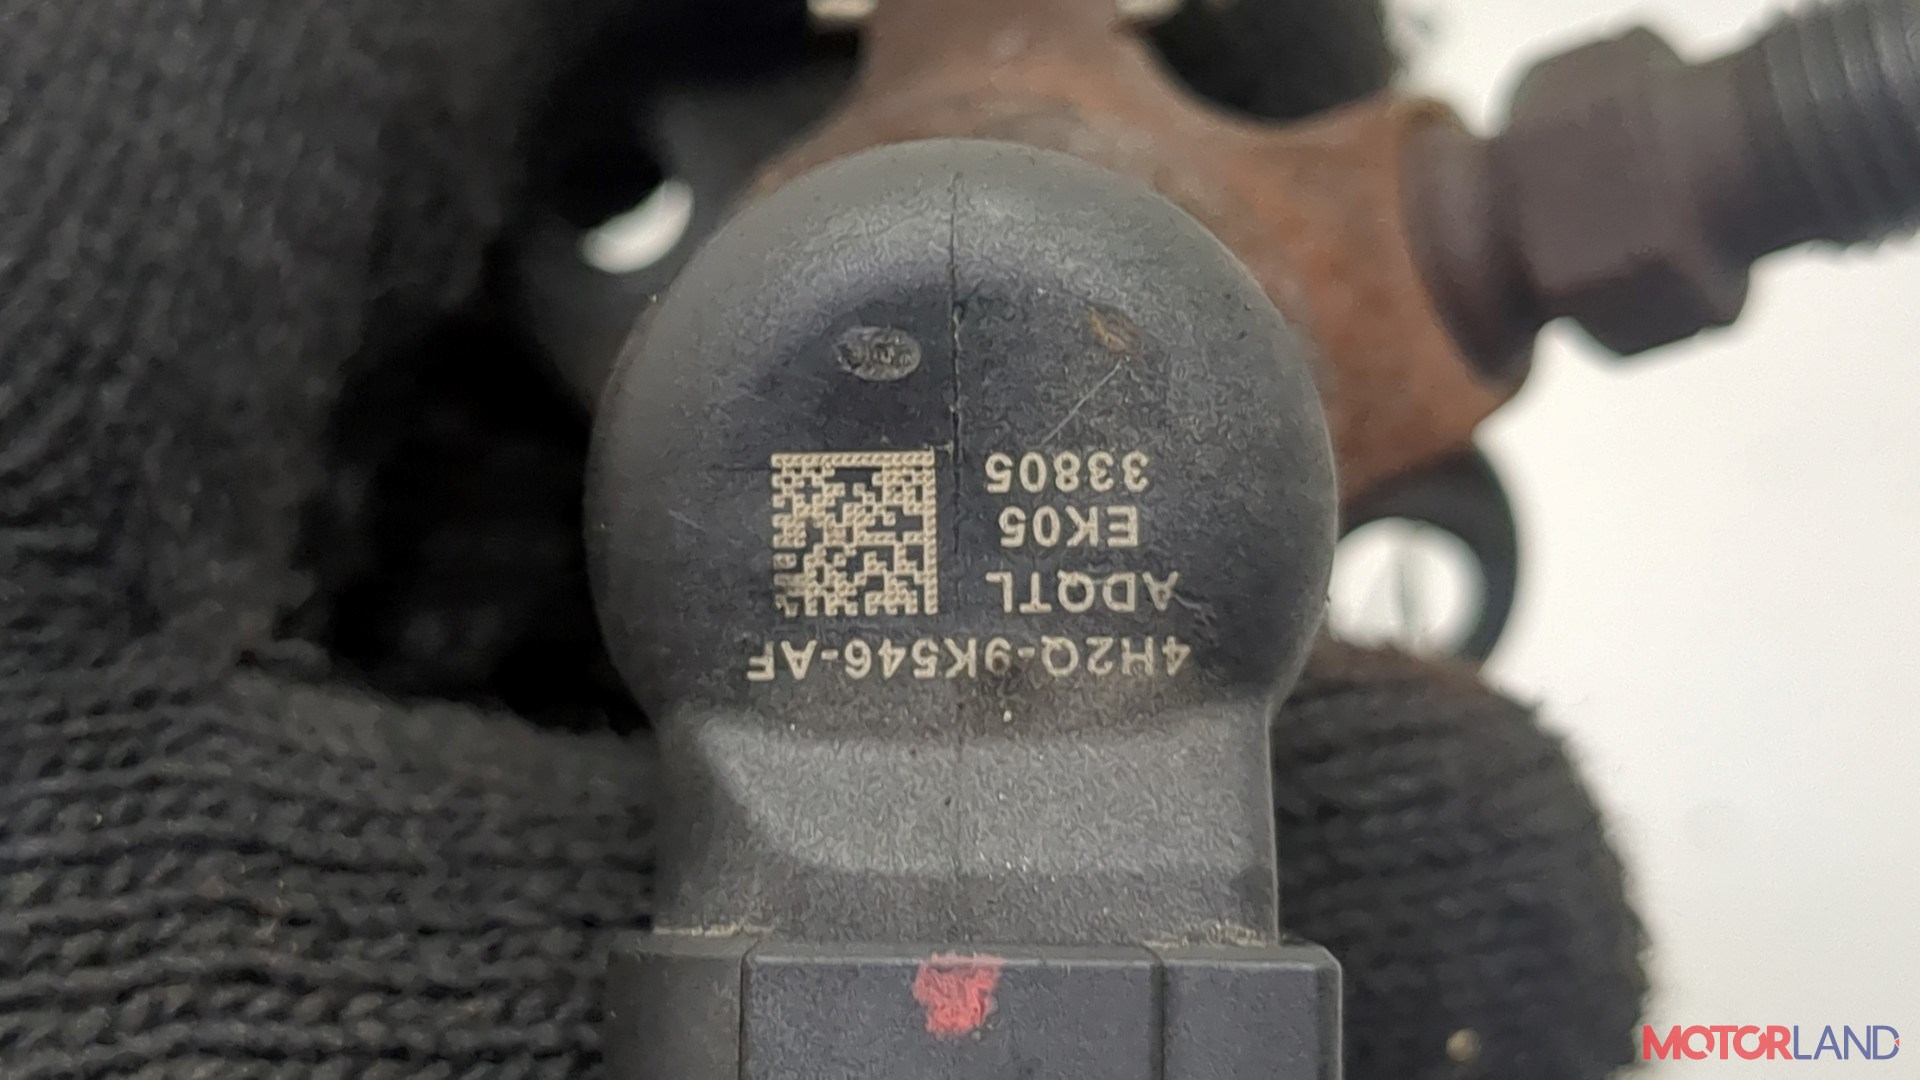 4H2Q-9K546-AF
ADQTL
EK05
33805
MOTORLAND